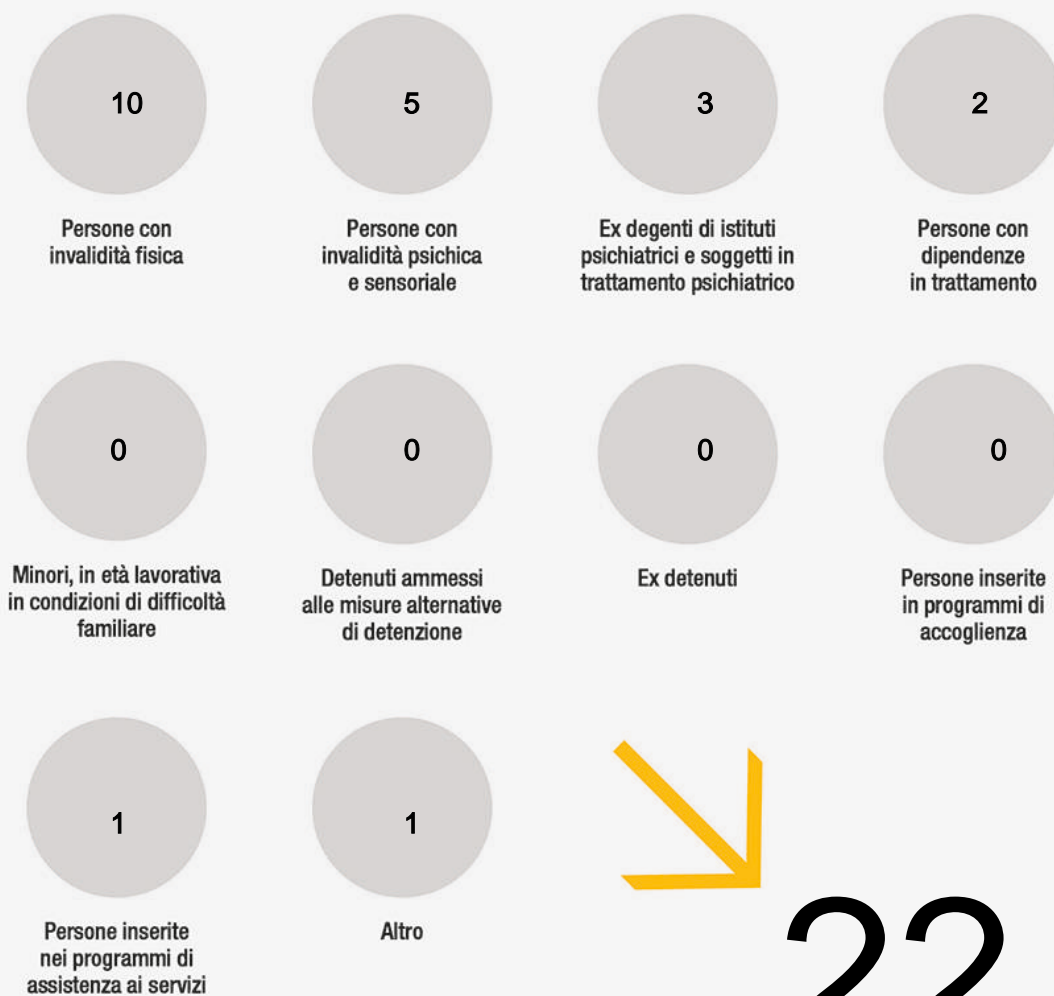 10
5
3
2
Persone con
invalidità fisica
Persone con
invalidità psichica
e sensoriale
Ex degenti di istituti
psichiatrici e soggetti in
trattamento psichiatrico
Persone con
dipendenze
in trattamento
0
0
0
0
Minori, in età lavorativa
in condizioni di difficoltà
familiare
Detenuti ammessi
alle misure alternative
di detenzione
Ex detenuti
Persone inserite
in programmi di
accoglienza
1
1
Persone inserite
nei programmi di
assistenza ai servizi
Altro
22